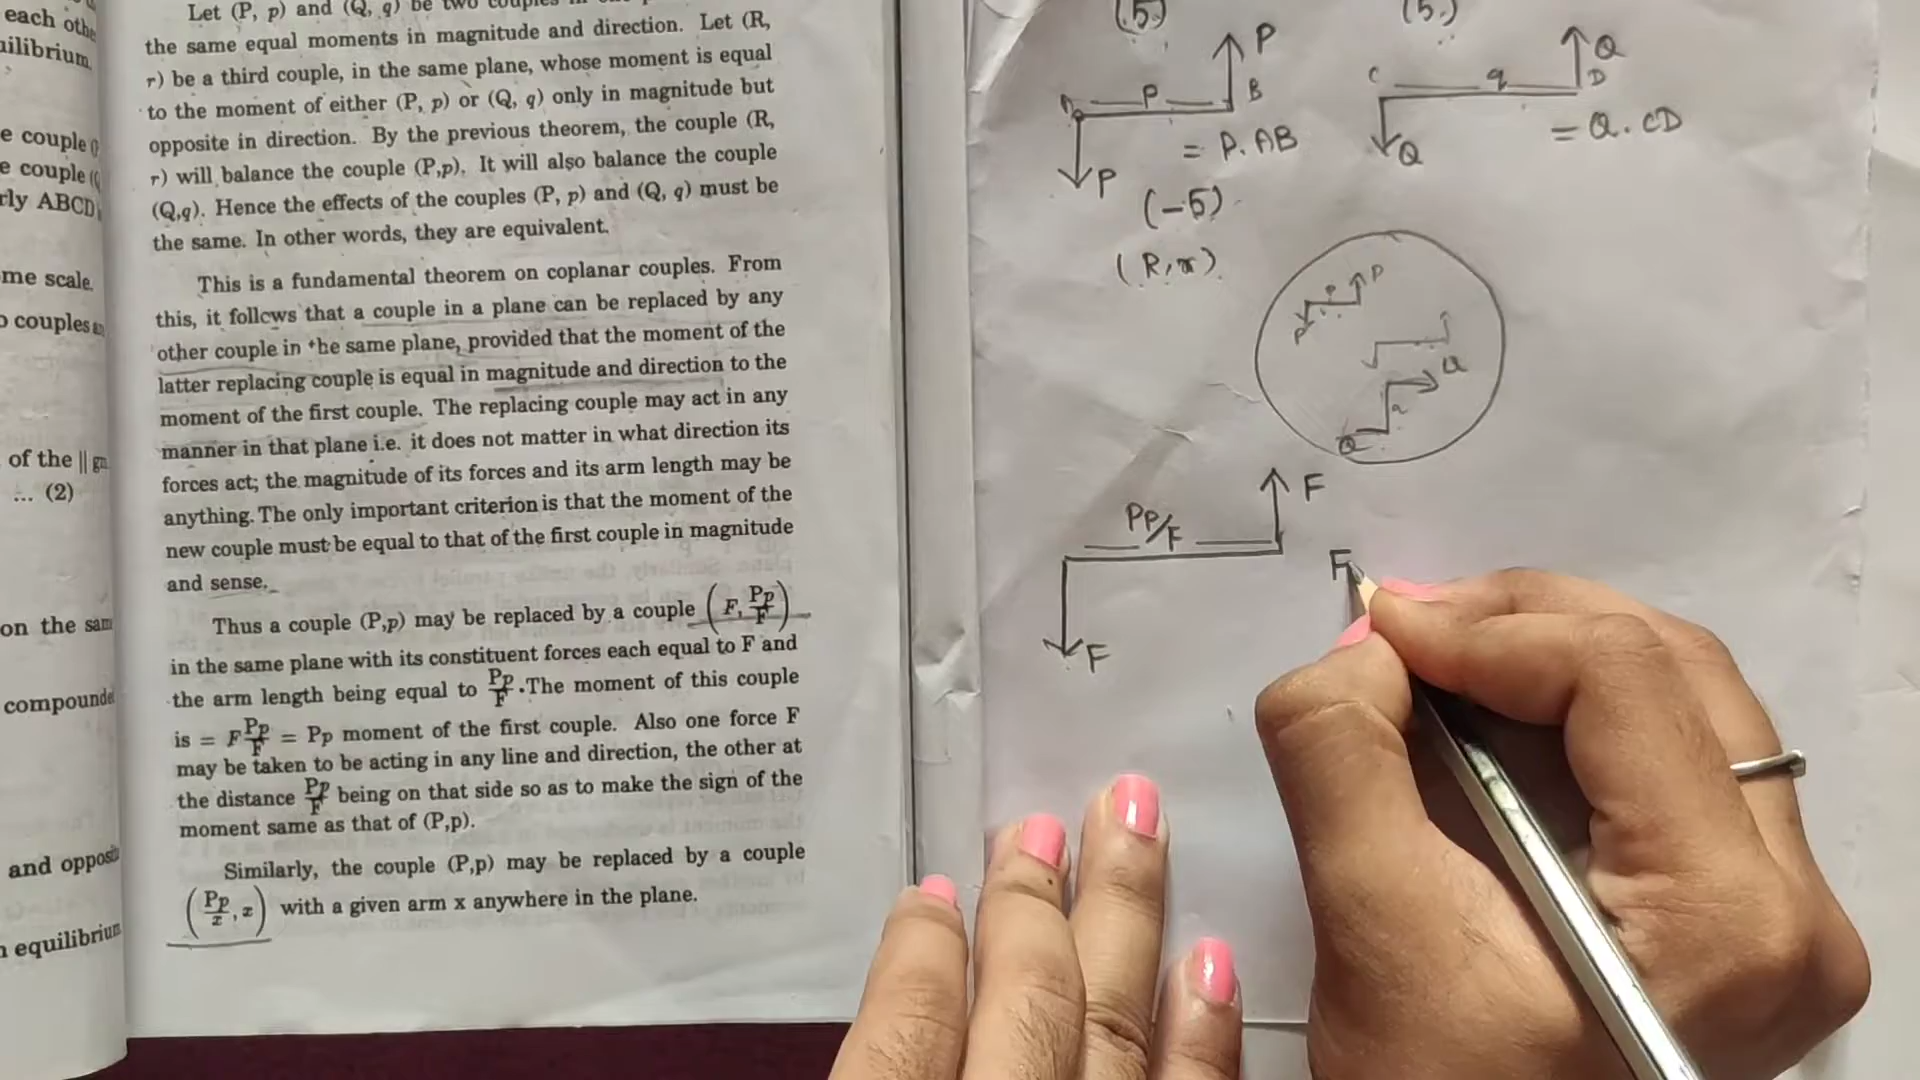 each othe
uilibrium.
e couple (
e couple (Q
rly ABCD,
me scale.
o couples
of the || gm
... (2)
on the sam
compounded
and opposite
n equilibrium
Let (P, p) and (Q, q) be two couples in
the same equal moments in magnitude and direction. Let (R,
r) be a third couple, in the same plane, whose moment is equal
to the moment of either (P, p) or (Q, q) only in magnitude but
opposite in direction. By the previous theorem, the couple (R,
r) will balance the couple (P,p). It will also balance the couple
(Q,q). Hence the effects of the couples (P, p) and (Q, q) must be
the same. In other words, they are equivalent.
This is a fundamental theorem on coplanar couples. From
this, it follcws that a couple in a plane can be replaced by any
other couple in the same plane, provided that the moment of the
latter replacing couple is equal in magnitude and direction to the
moment of the first couple. The replacing couple may act in any
manner in that plane i.e. it does not matter in what direction its
forces act; the magnitude of its forces and its arm length may be
anything. The only important criterion is that the moment of the
new couple must be equal to that of the first couple in magnitude
and sense.
Thus a couple (P,p) may be replaced by a couple (F, Pp/F)
in the same plane with its constituent forces each equal to F and
the arm length being equal to Pp/F. The moment of this couple
is = F Pp/F = Pp moment of the first couple. Also one force F
may be taken to be acting in any line and direction, the other at
the distance Pp/F being on that side so as to make the sign of the
moment same as that of (P,p).
Similarly, the couple (P,p) may be replaced by a couple
(Pp/x, x) with a given arm x anywhere in the plane.
(5) (5.)
P Q
A p B C q D
= P. AB = Q. CD
P Q
(-5)
(R, r)
P p P
Q q Q
F
Pp/F
F
F